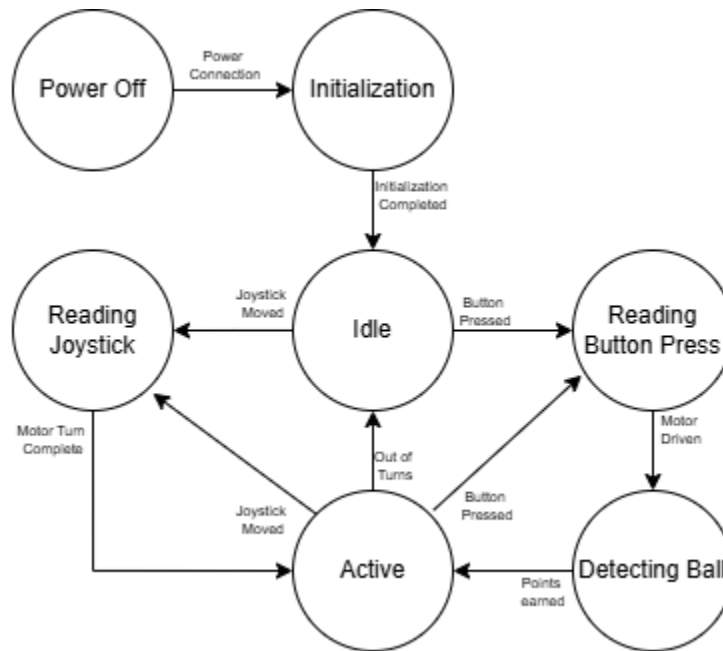 Power Off
Power
Connection
Initialization
Initialization
Completed
Reading
Joystick
Joystick
Moved
Idle
Button
Pressed
Reading
Button Press
Motor Turn
Complete
Out of
Turns
Motor
Driven
Joystick
Moved
Button
Pressed
Active
Points
earned
Detecting Ball